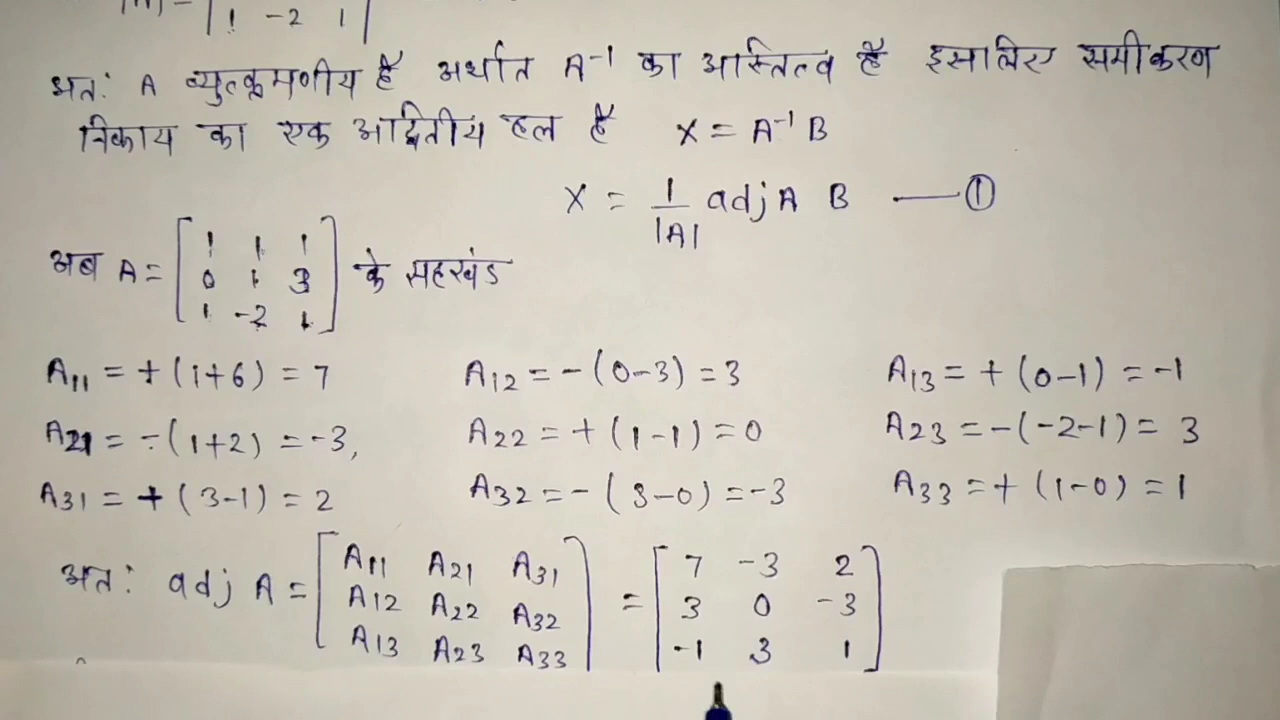 | 1 -2 1 |
अतः A व्युत्क्रमणीय है अर्थात A⁻¹ का अस्तित्व है इसलिए समीकरण
निकाय का एक अद्वितीय हल है X = A⁻¹ B
X = 1/|A| adj A B —— ①
अब A = [1 1 1; 0 1 3; 1 -2 1] के सहखंड
A₁₁ = +(1+6) = 7 A₁₂ = -(0-3) = 3 A₁₃ = +(0-1) = -1
A₂₁ = -(1+2) = -3, A₂₂ = +(1-1) = 0 A₂₃ = -(-2-1) = 3
A₃₁ = +(3-1) = 2 A₃₂ = -(3-0) = -3 A₃₃ = +(1-0) = 1
अतः adj A = [A₁₁ A₂₁ A₃₁; A₁₂ A₂₂ A₃₂; A₁₃ A₂₃ A₃₃] = [7 -3 2; 3 0 -3; -1 3 1]